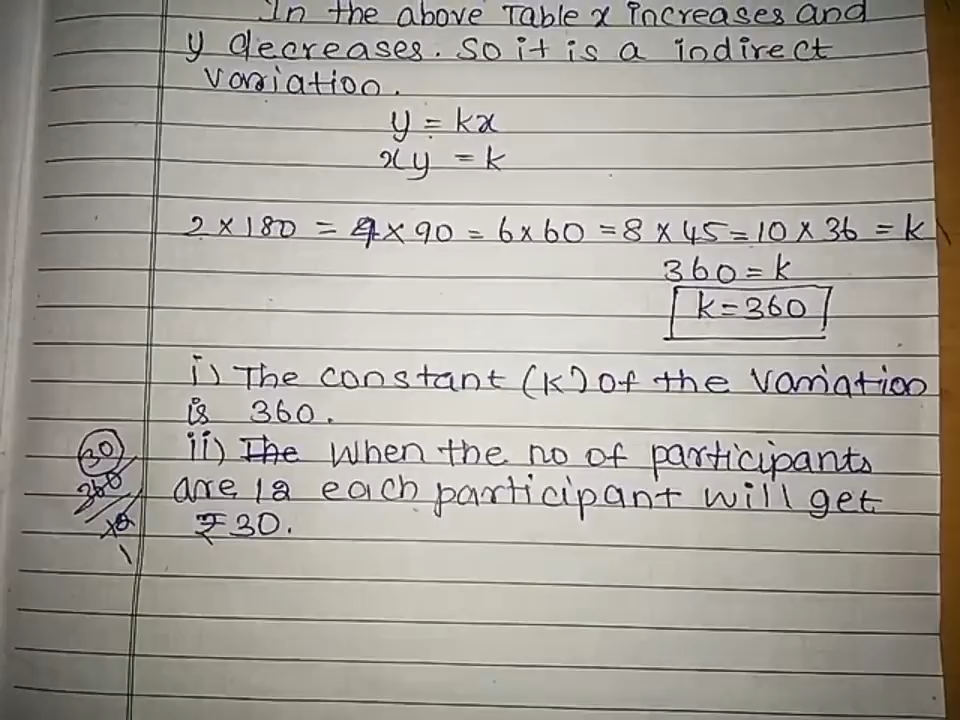 In the above Table x increases and
y decreases. So it is a indirect
variation.
y = kx
xy = k
2 × 180 = 4 × 90 = 6 × 60 = 8 × 45 = 10 × 36 = k
360 = k
k = 360
i) The constant (K) of the variation
is 360.
ii) The When the no of participants
are 12 each participant will get
₹ 30.
30
360